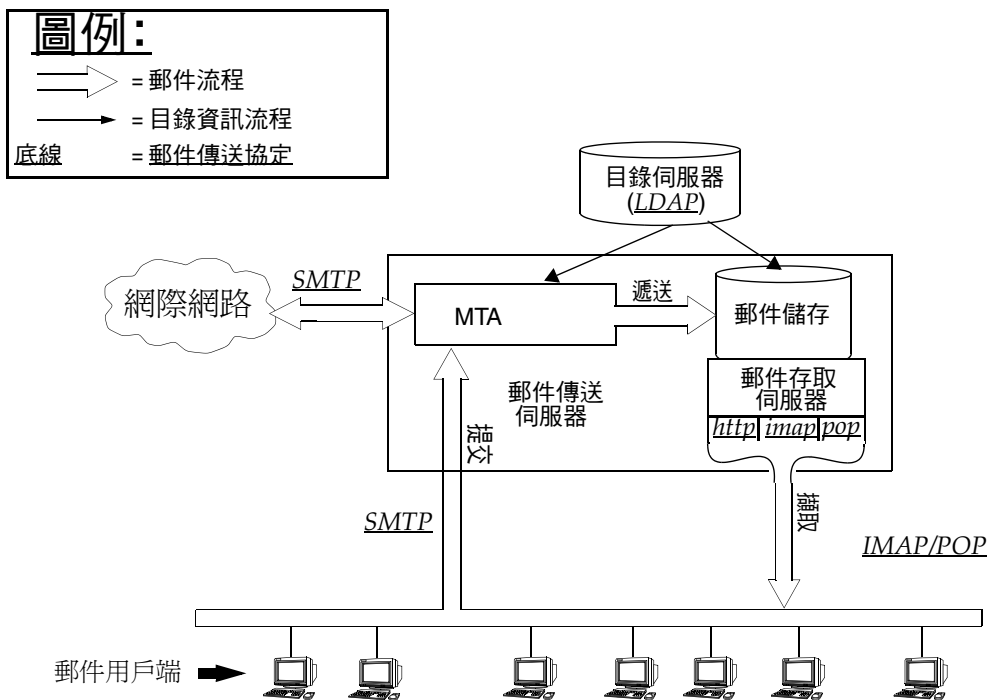 圖例:
= 郵件流程
= 目錄資訊流程
底線 = 郵件傳送協定
目錄伺服器
(LDAP)
SMTP
網際網路
MTA
遞送
郵件儲存
郵件存取
伺服器
http imap pop
郵件傳送
伺服器
提交
擷取
SMTP
IMAP/POP
郵件用戶端